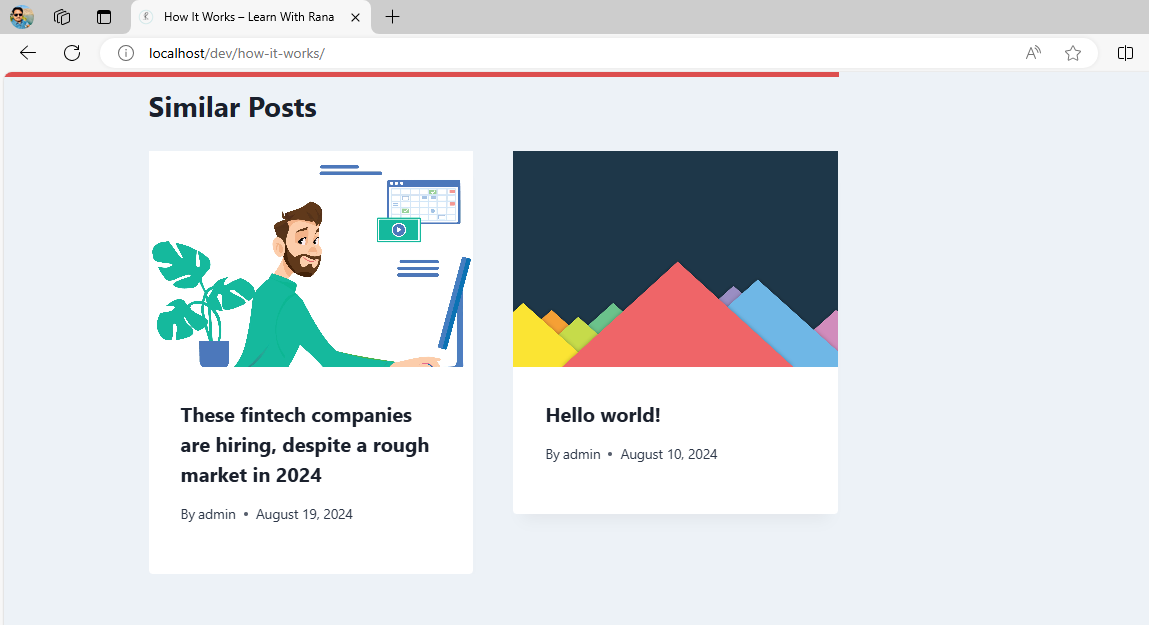 How It Works – Learn With Rana
localhost/dev/how-it-works/
Similar Posts
These fintech companies
are hiring, despite a rough
market in 2024
By admin • August 19, 2024
Hello world!
By admin • August 10, 2024